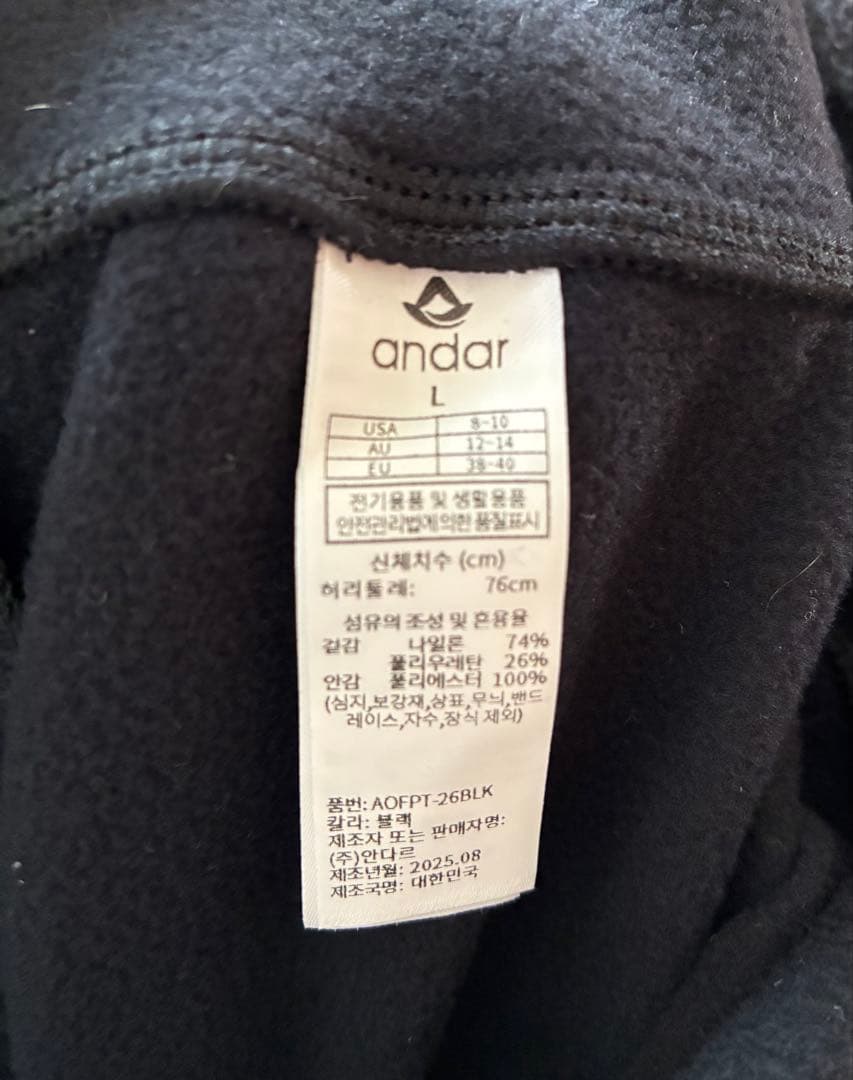 andar
L
USA 8-10
AU 12-14
EU 38-40
전기용품 및 생활용품
안전관리법에의한 품질표시
신체치수 (cm)
허리둘레: 76cm
섬유의 조성 및 혼용율
겉감 나일론 74%
폴리우레탄 26%
안감 폴리에스터 100%
(심지,보강재,상표,무늬,밴드
레이스,자수,장식 제외)
품번: AOFPT-26BLK
칼라: 블랙
제조자 또는 판매자명:
(주)안다르
제조년월: 2025.08
제조국명: 대한민국